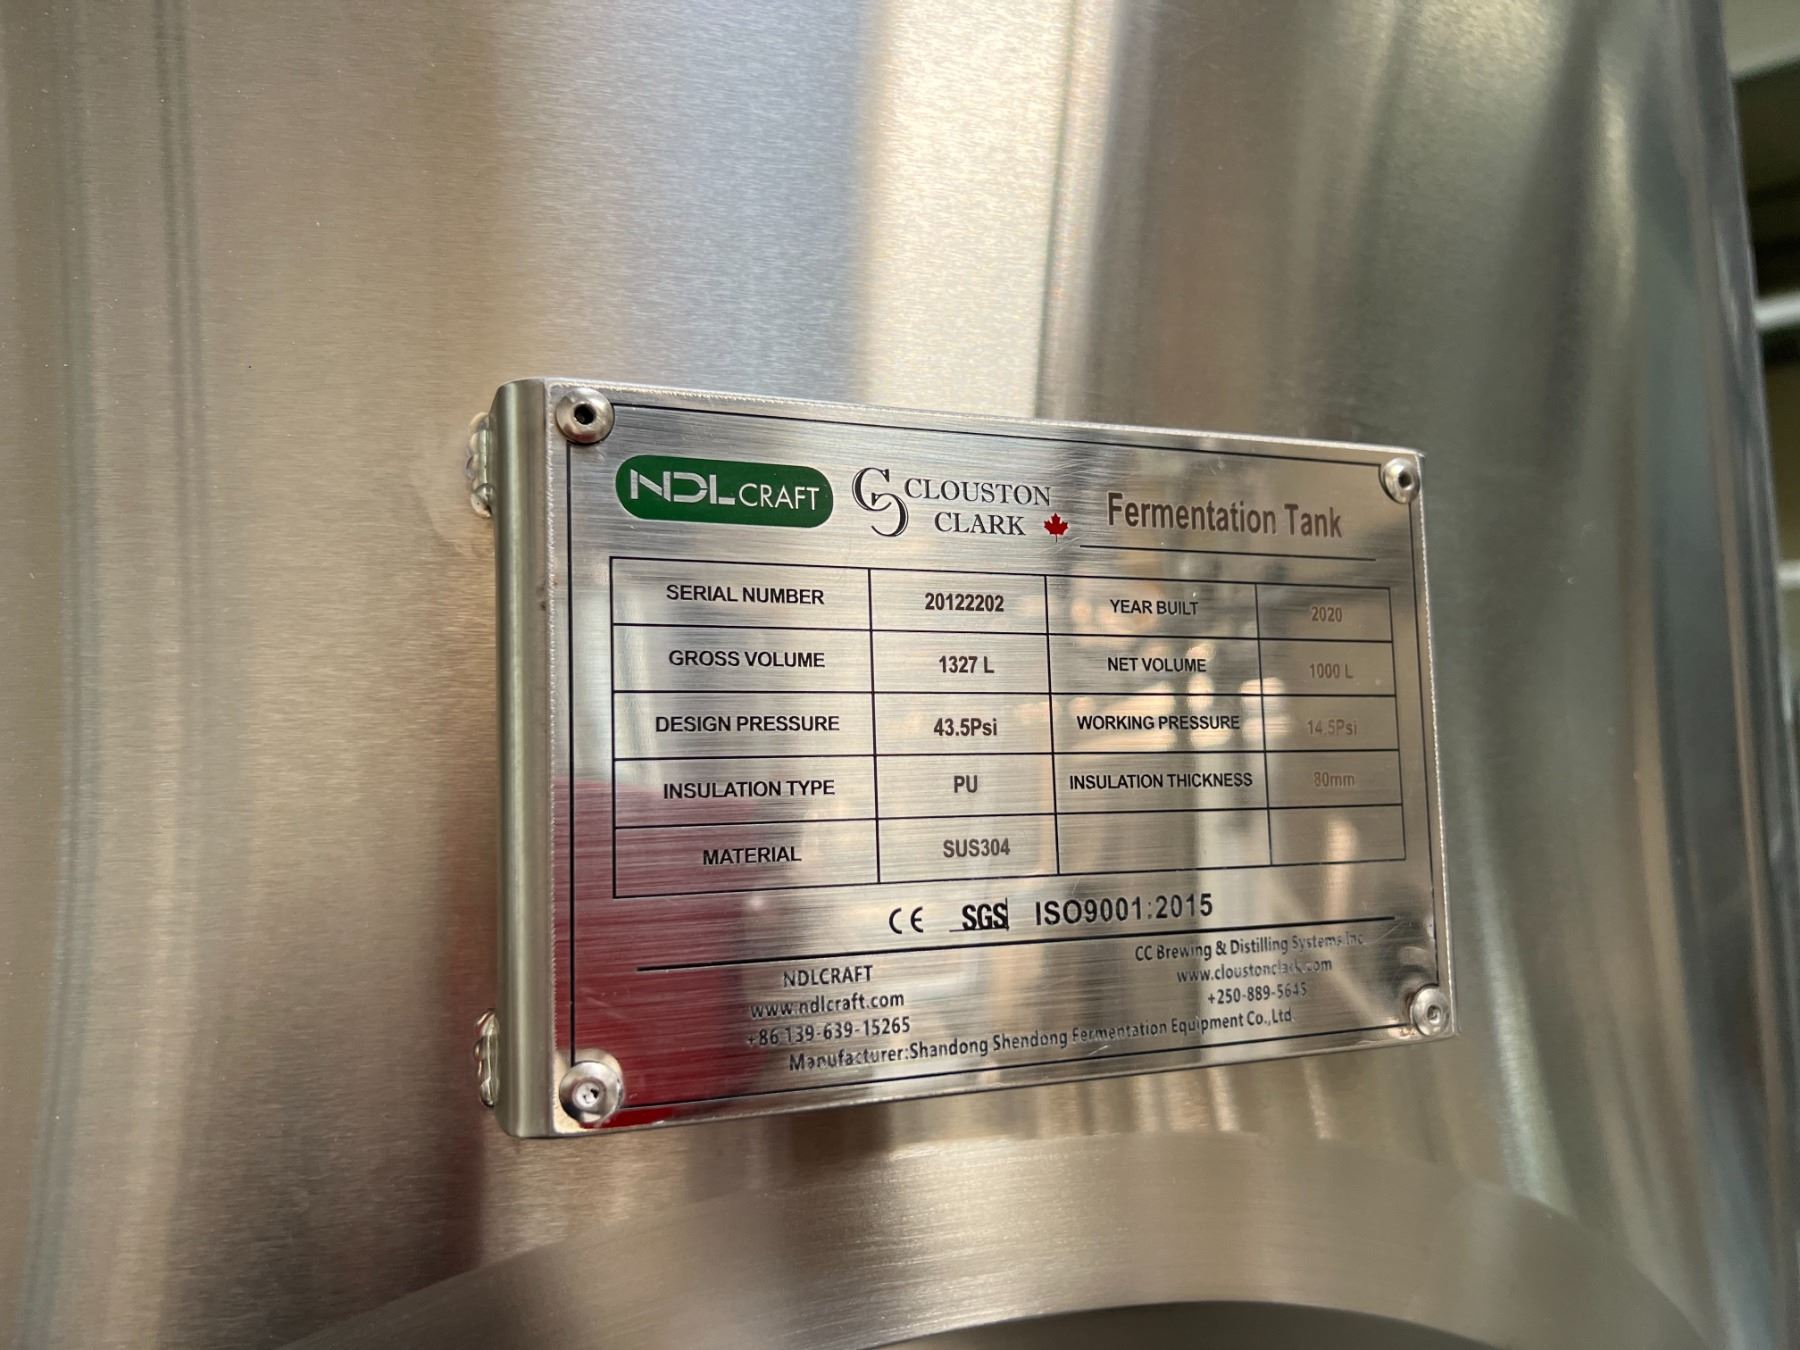 NDLCRAFT CLOUSTON CLARK Fermentation Tank
SERIAL NUMBER 20122202 YEAR BUILT 2020
GROSS VOLUME 1327 L NET VOLUME 1000 L
DESIGN PRESSURE 43.5Psi WORKING PRESSURE 14.5Psi
INSULATION TYPE PU INSULATION THICKNESS 80mm
MATERIAL SUS304
CE SGS ISO9001:2015
NDLCRAFT
www.ndlcraft.com
+86 139-639-15265
CC Brewing & Distilling Systems Inc
www.cloustonclark.com
+250-889-5645
Manufacturer:Shandong Shendong Fermentation Equipment Co.,Ltd